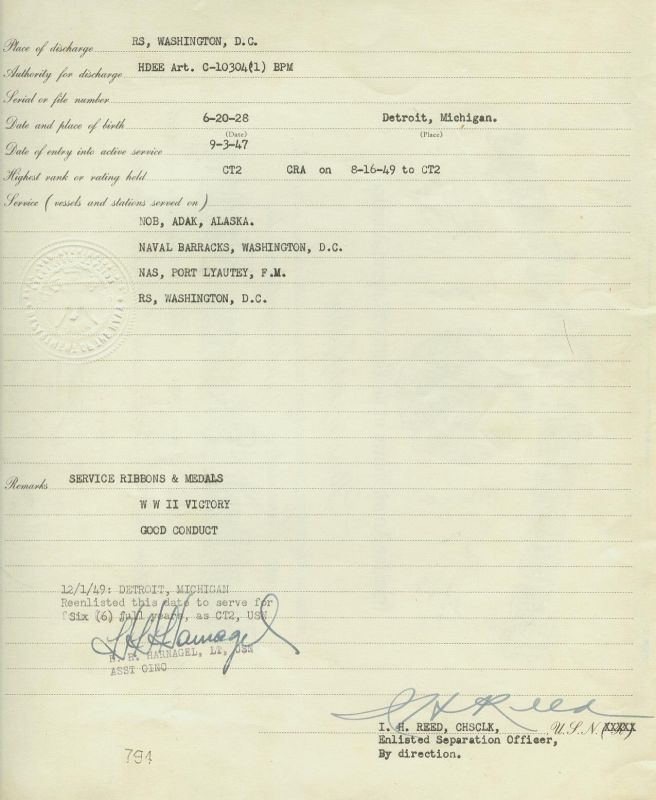 Place of discharge RS, WASHINGTON, D.C.
Authority for discharge HDEE Art. C-10304(1) BPM
Serial or file number
Date and place of birth 6-20-28 Detroit, Michigan.
(Date) (Place)
Date of entry into active service 9-3-47
Highest rank or rating held CT2 CRA on 8-16-49 to CT2
Service (vessels and stations served on)
NOB, ADAK, ALASKA.
NAVAL BARRACKS, WASHINGTON, D.C.
NAS, PORT LYAUTEY, F.M.
RS, WASHINGTON, D.C.
Remarks SERVICE RIBBONS & MEDALS
W W II VICTORY
GOOD CONDUCT
12/1/49: DETROIT, MICHIGAN
Reenlisted this date to serve for
Six (6) full years, as CT2, USN
Harnagel
HARNAGEL, LT, USN
ASST OINC
I H Reed
I. H. REED, CHSCLK, U.S.N.
Enlisted Separation Officer,
By direction.
794